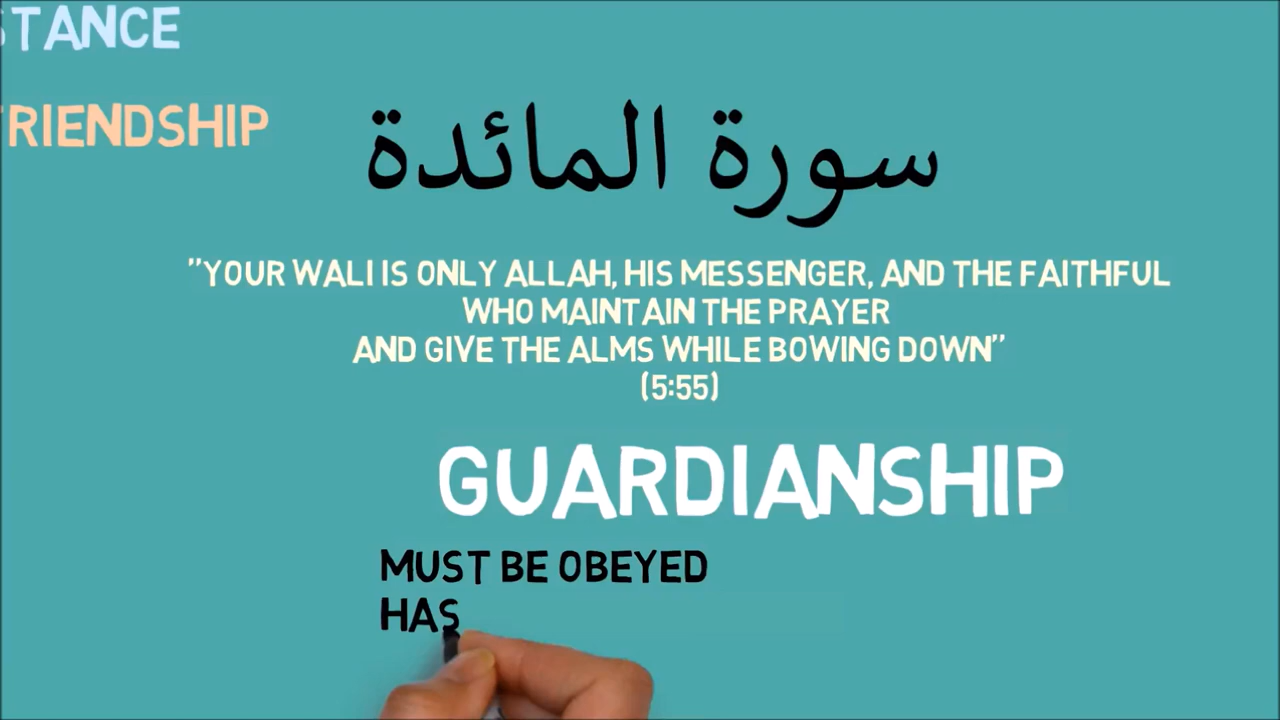 STANCE
FRIENDSHIP
سورة المائدة
"YOUR WALI IS ONLY ALLAH, HIS MESSENGER, AND THE FAITHFUL
WHO MAINTAIN THE PRAYER
AND GIVE THE ALMS WHILE BOWING DOWN"
(5:55)
GUARDIANSHIP
MUST BE OBEYED
HAS